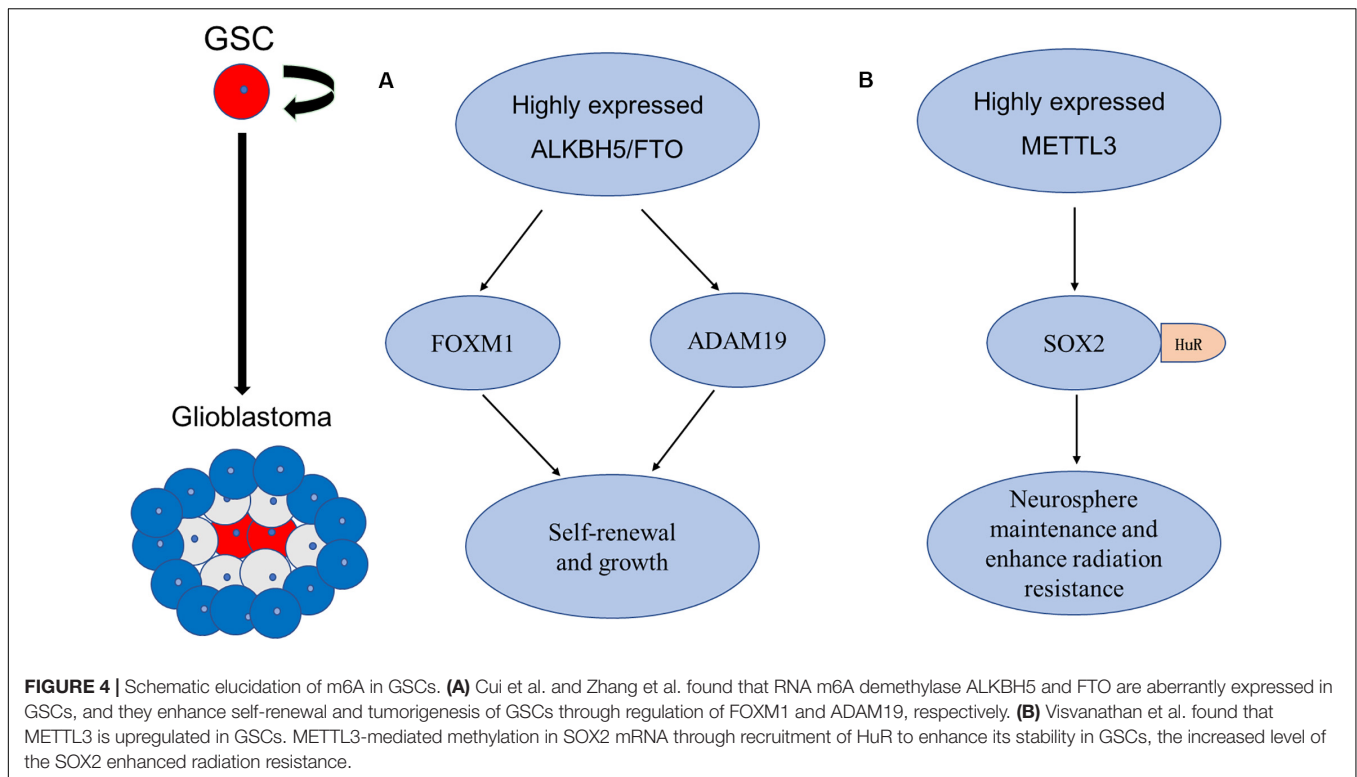 GSC
Glioblastoma
A
Highly expressed
ALKBH5/FTO
FOXM1
ADAM19
Self-renewal
and growth
B
Highly expressed
METTL3
SOX2
HuR
Neurosphere
maintenance and
enhance radiation
resistance
FIGURE 4 | Schematic elucidation of m6A in GSCs. (A) Cui et al. and Zhang et al. found that RNA m6A demethylase ALKBH5 and FTO are aberrantly expressed in
GSCs, and they enhance self-renewal and tumorigenesis of GSCs through regulation of FOXM1 and ADAM19, respectively. (B) Visvanathan et al. found that
METTL3 is upregulated in GSCs. METTL3-mediated methylation in SOX2 mRNA through recruitment of HuR to enhance its stability in GSCs, the increased level of
the SOX2 enhanced radiation resistance.